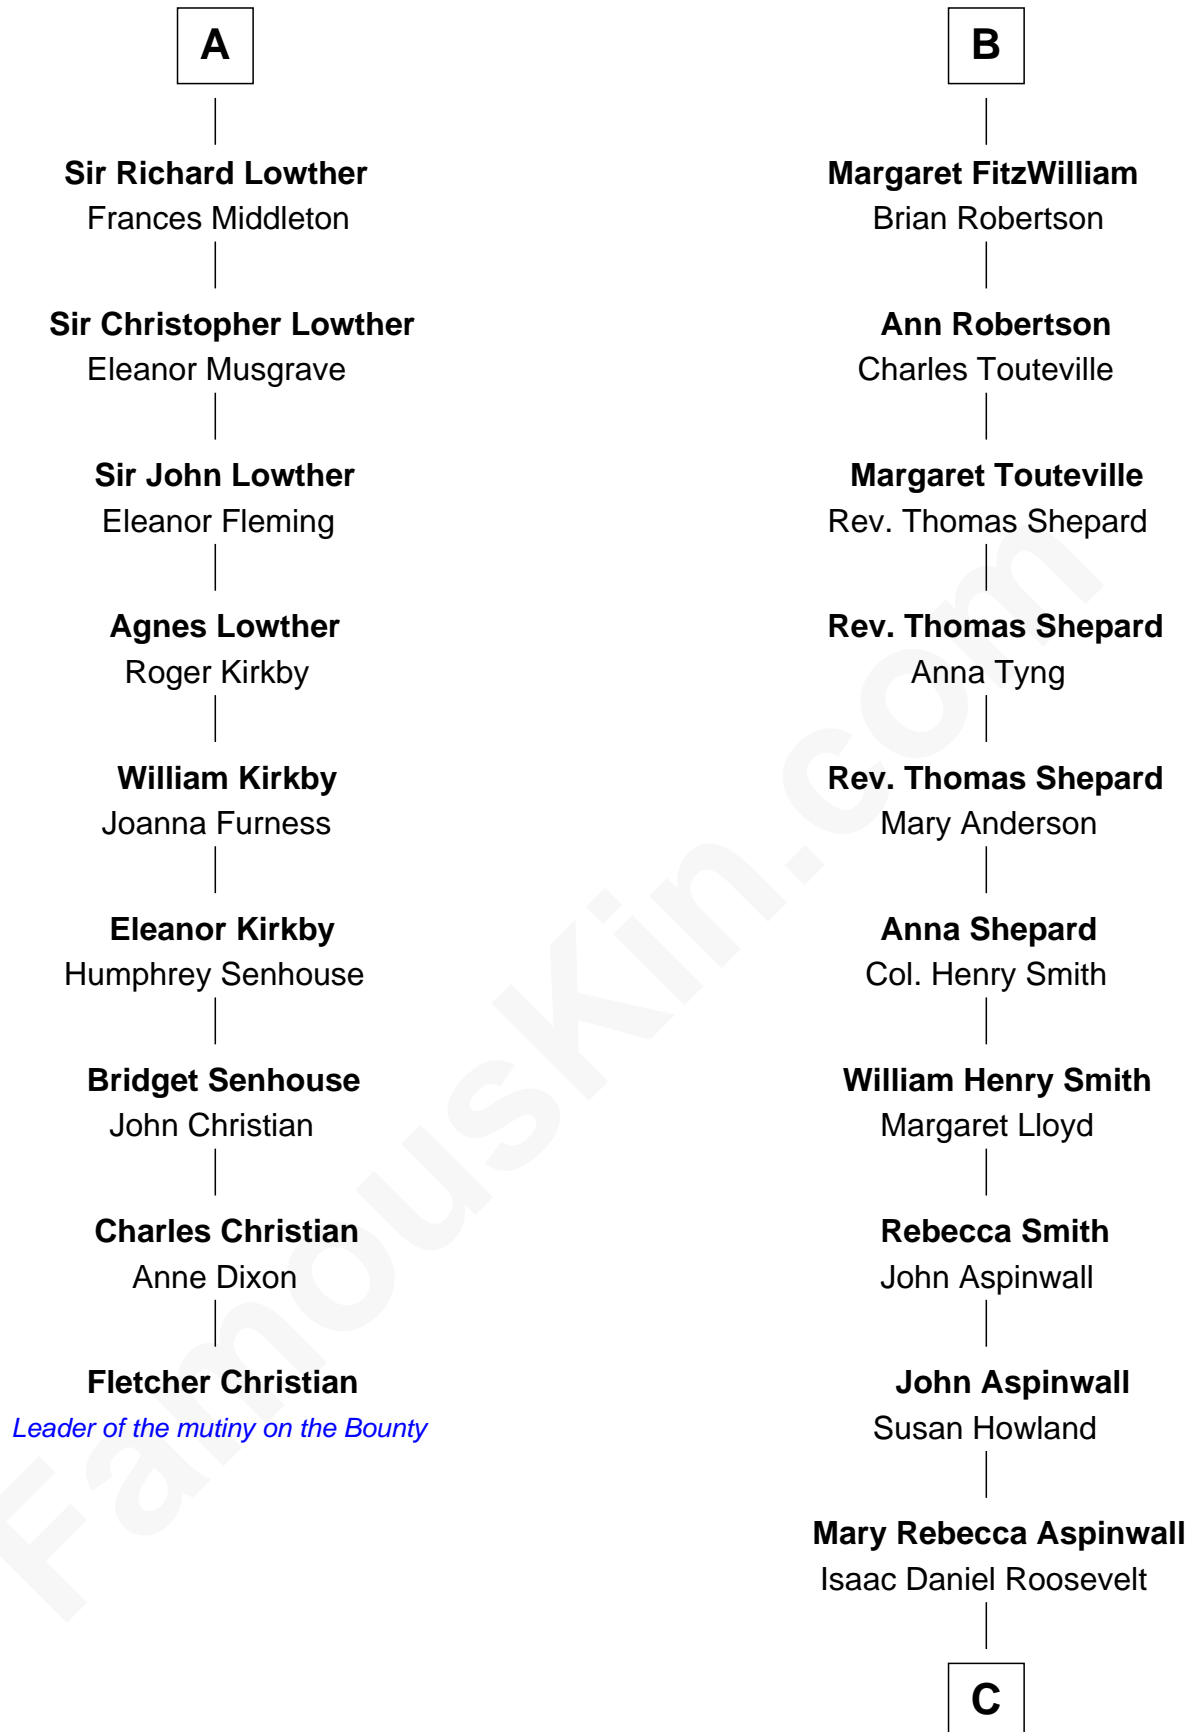 A
Sir Richard Lowther
Frances Middleton
Sir Christopher Lowther
Eleanor Musgrave
Sir John Lowther
Eleanor Fleming
Agnes Lowther
Roger Kirkby
William Kirkby
Joanna Furness
Eleanor Kirkby
Humphrey Senhouse
Bridget Senhouse
John Christian
Charles Christian
Anne Dixon
Fletcher Christian
Leader of the mutiny on the Bounty
B
Margaret FitzWilliam
Brian Robertson
Ann Robertson
Charles Touteville
Margaret Touteville
Rev. Thomas Shepard
Rev. Thomas Shepard
Anna Tyng
Rev. Thomas Shepard
Mary Anderson
Anna Shepard
Col. Henry Smith
William Henry Smith
Margaret Lloyd
Rebecca Smith
John Aspinwall
John Aspinwall
Susan Howland
Mary Rebecca Aspinwall
Isaac Daniel Roosevelt
C
FamousKin.com